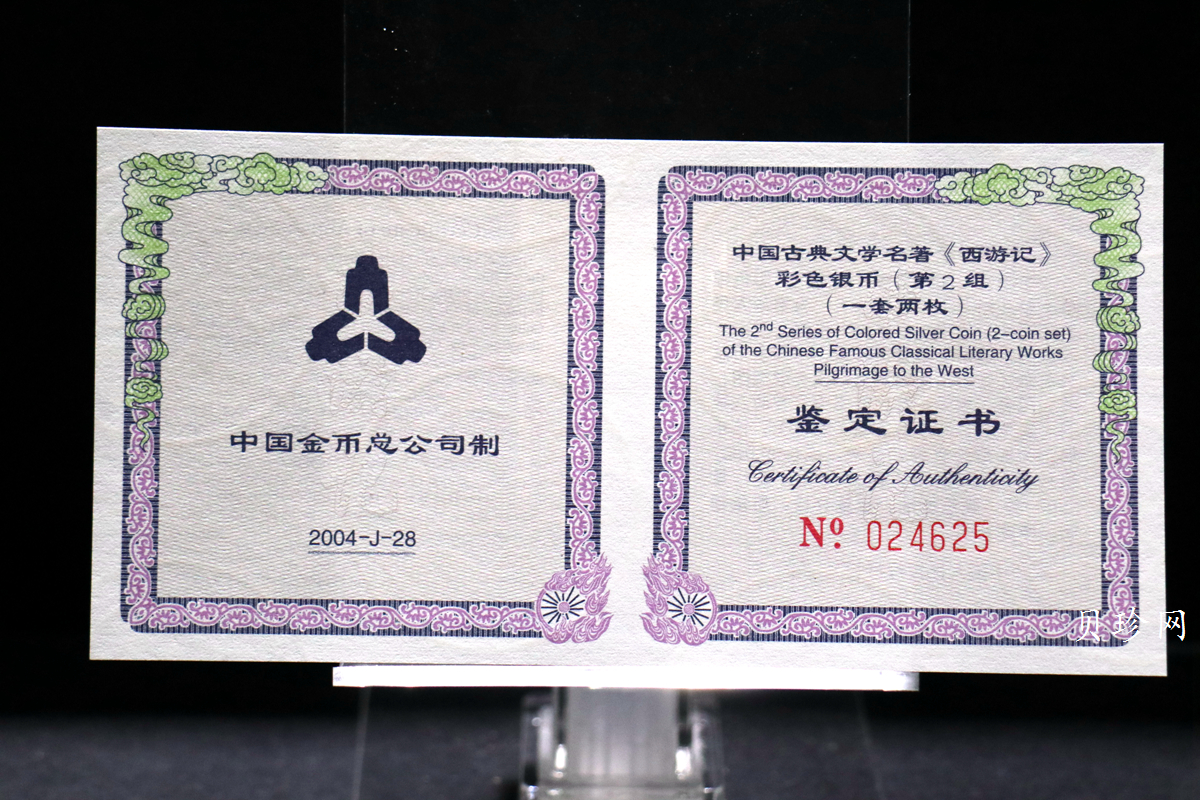 中国金币总公司制
2004-J-28
中国古典文学名著《西游记》
彩色银币（第2组）
（一套两枚）
The 2nd Series of Colored Silver Coin (2-coin set)
of the Chinese Famous Classical Literary Works
Pilgrimage to the West
鉴定证书
Certificate of Authenticity
Nº 024625
贝珍网